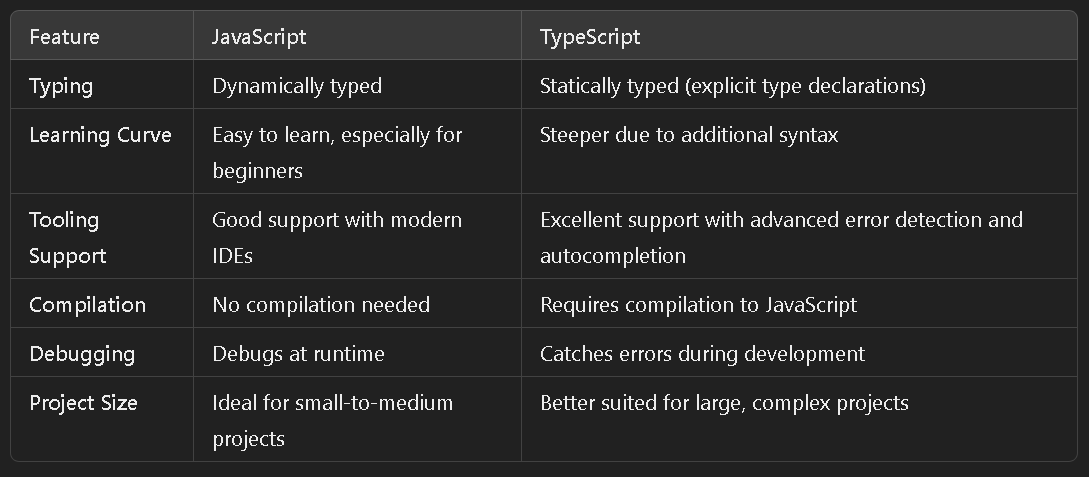 Feature JavaScript TypeScript
Typing Dynamically typed Statically typed (explicit type declarations)
Learning Curve Easy to learn, especially for Steeper due to additional syntax
beginners
Tooling Good support with modern Excellent support with advanced error detection and
Support IDEs autocompletion
Compilation No compilation needed Requires compilation to JavaScript
Debugging Debugs at runtime Catches errors during development
Project Size Ideal for small-to-medium Better suited for large, complex projects
projects